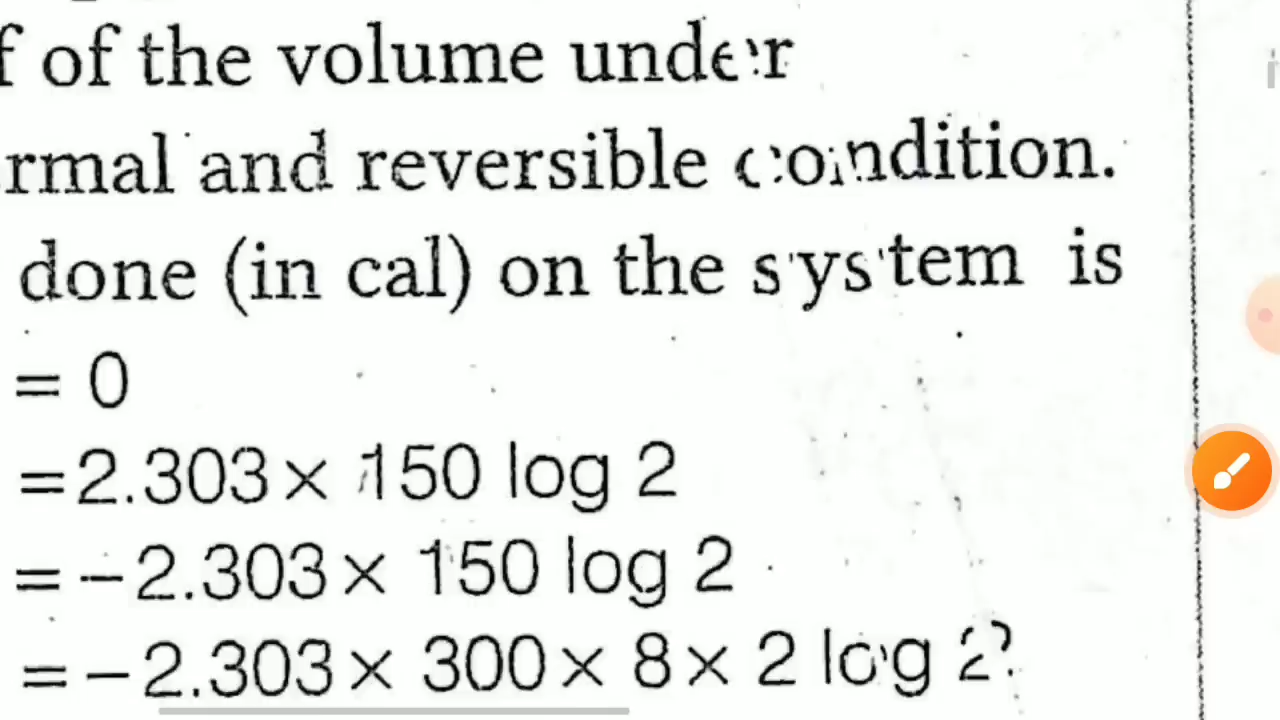 f of the volume under
rmal and reversible condition.
done (in cal) on the system is
= 0
=2.303× 150 log 2
=−2.303× 150 log 2
=−2.303× 300× 8× 2 log 2